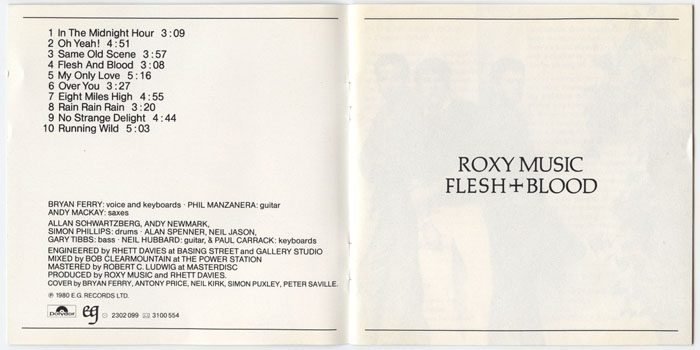 1 In The Midnight Hour 3:09
2 Oh Yeah! 4:51
3 Same Old Scene 3:57
4 Flesh And Blood 3:08
5 My Only Love 5:16
6 Over You 3:27
7 Eight Miles High 4:55
8 Rain Rain Rain 3:20
9 No Strange Delight 4:44
10 Running Wild 5:03
BRYAN FERRY: voice and keyboards · PHIL MANZANERA: guitar
ANDY MACKAY: saxes
ALLAN SCHWARTZBERG, ANDY NEWMARK,
SIMON PHILLIPS: drums · ALAN SPENNER, NEIL JASON,
GARY TIBBS: bass · NEIL HUBBARD: guitar, & PAUL CARRACK: keyboards
ENGINEERED by RHETT DAVIES at BASING STREET and GALLERY STUDIO
MIXED by BOB CLEARMOUNTAIN at THE POWER STATION
MASTERED by ROBERT C. LUDWIG at MASTERDISC
PRODUCED by ROXY MUSIC and RHETT DAVIES.
COVER by BRYAN FERRY, ANTONY PRICE, NEIL KIRK, SIMON PUXLEY, PETER SAVILLE.
℗ 1980 E.G. RECORDS LTD.
Polydor eg 2302 099 3100 554
ROXY MUSIC
FLESH+BLOOD